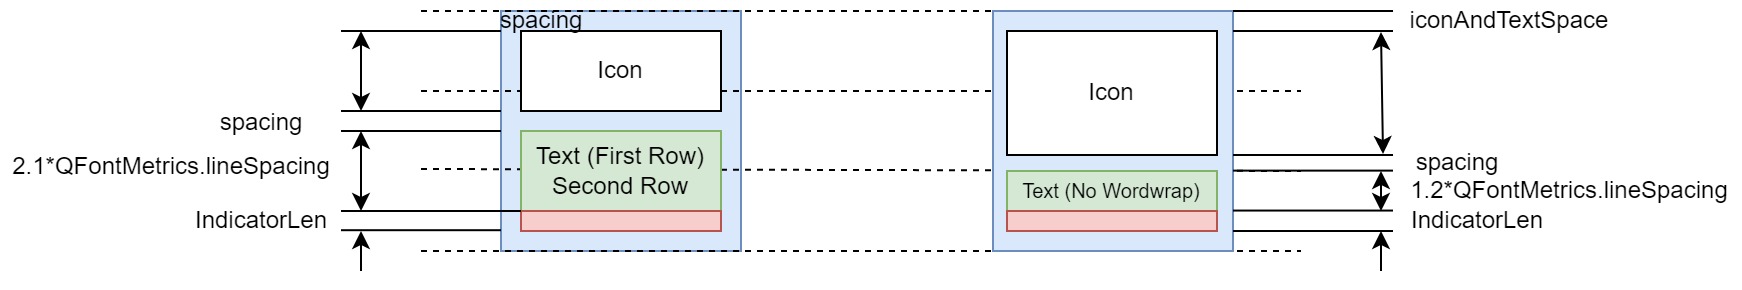 spacing
iconAndTextSpace
Icon
Icon
spacing
Text (First Row)
Second Row
2.1*QFontMetrics.lineSpacing
spacing
Text (No Wordwrap)
1.2*QFontMetrics.lineSpacing
IndicatorLen
IndicatorLen